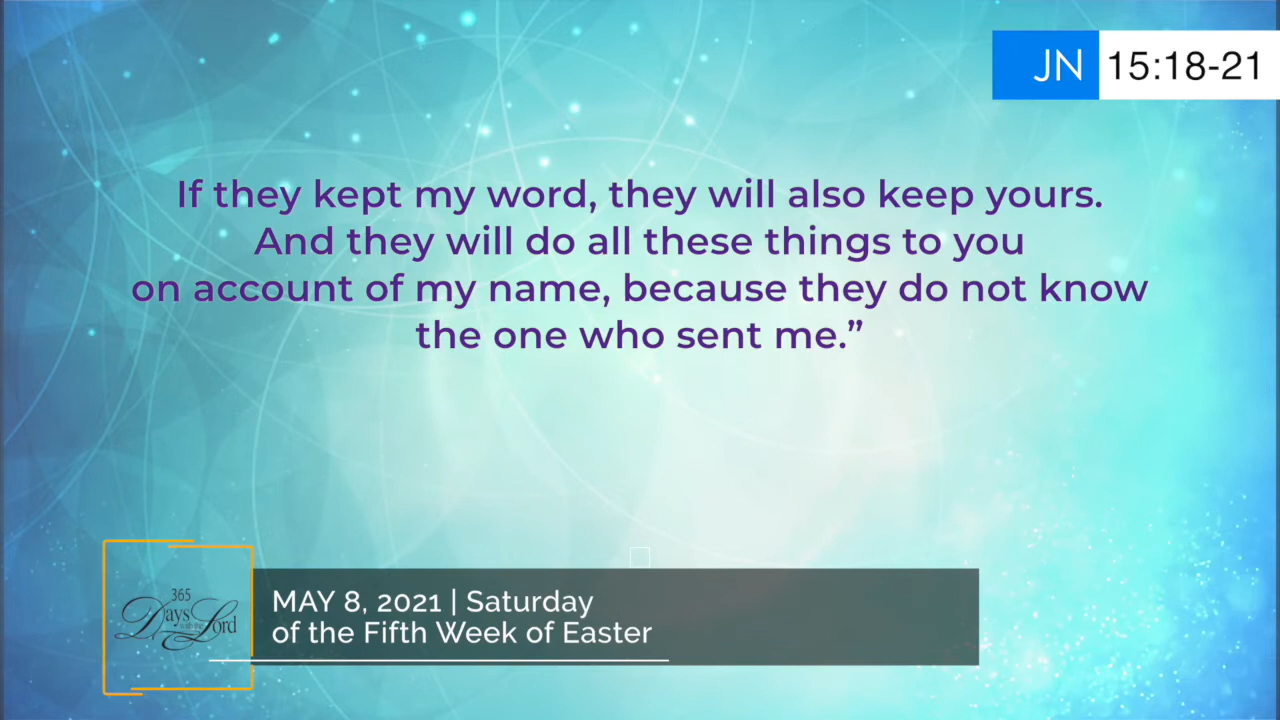 JN 15:18-21
If they kept my word, they will also keep yours.
And they will do all these things to you
on account of my name, because they do not know
the one who sent me.”
365
Days with the Lord
MAY 8, 2021 | Saturday
of the Fifth Week of Easter